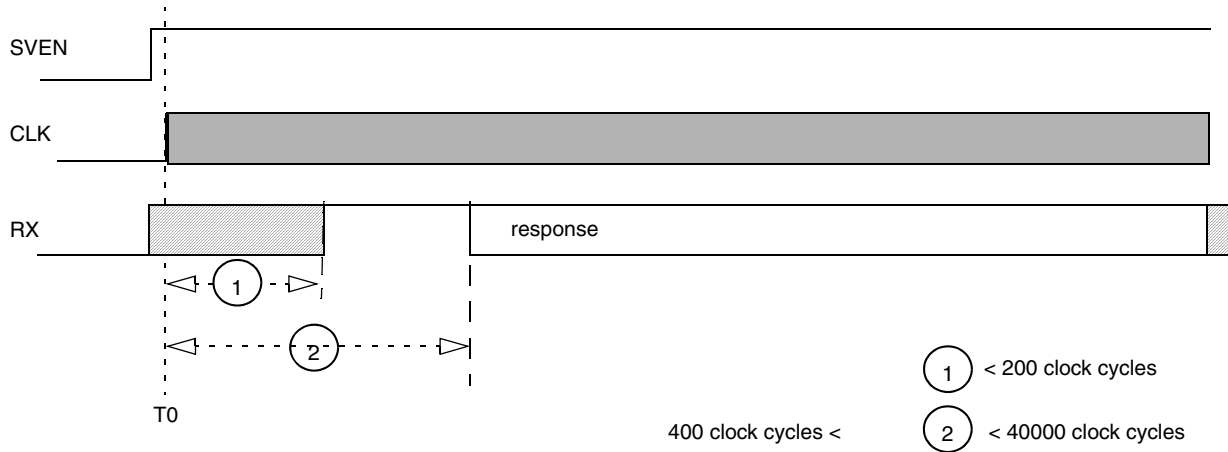 SVEN
CLK
RX
response
1
2
T0
1 < 200 clock cycles
400 clock cycles < 2 < 40000 clock cycles